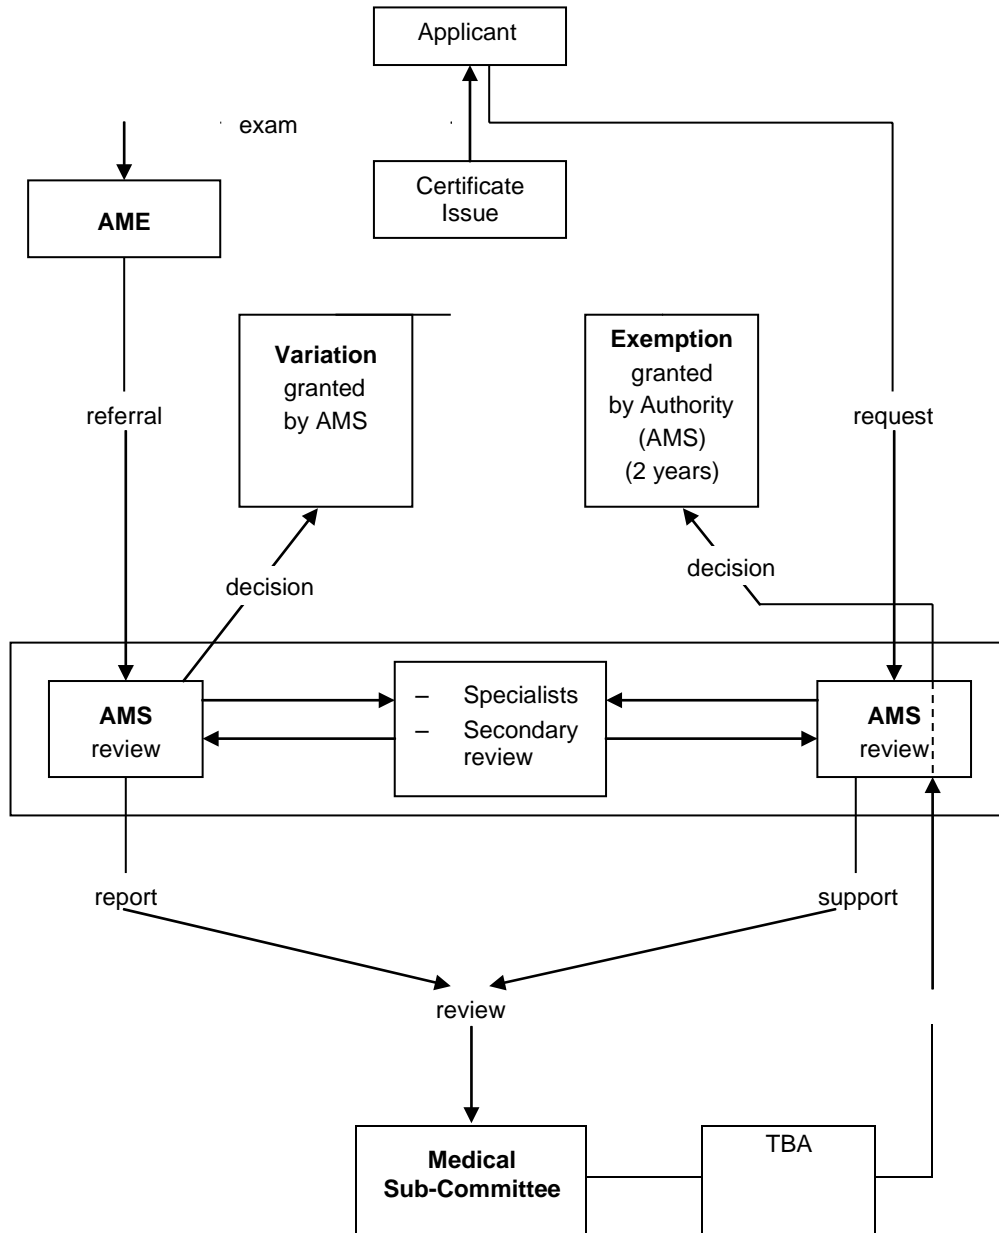 Applicant
exam
Certificate
Issue
AME
Variation
granted
by AMS
Exemption
granted
by Authority
(AMS)
(2 years)
referral
request
decision
decision
AMS
review
– Specialists
– Secondary
review
AMS
review
report
support
review
Medical
Sub-Committee
TBA